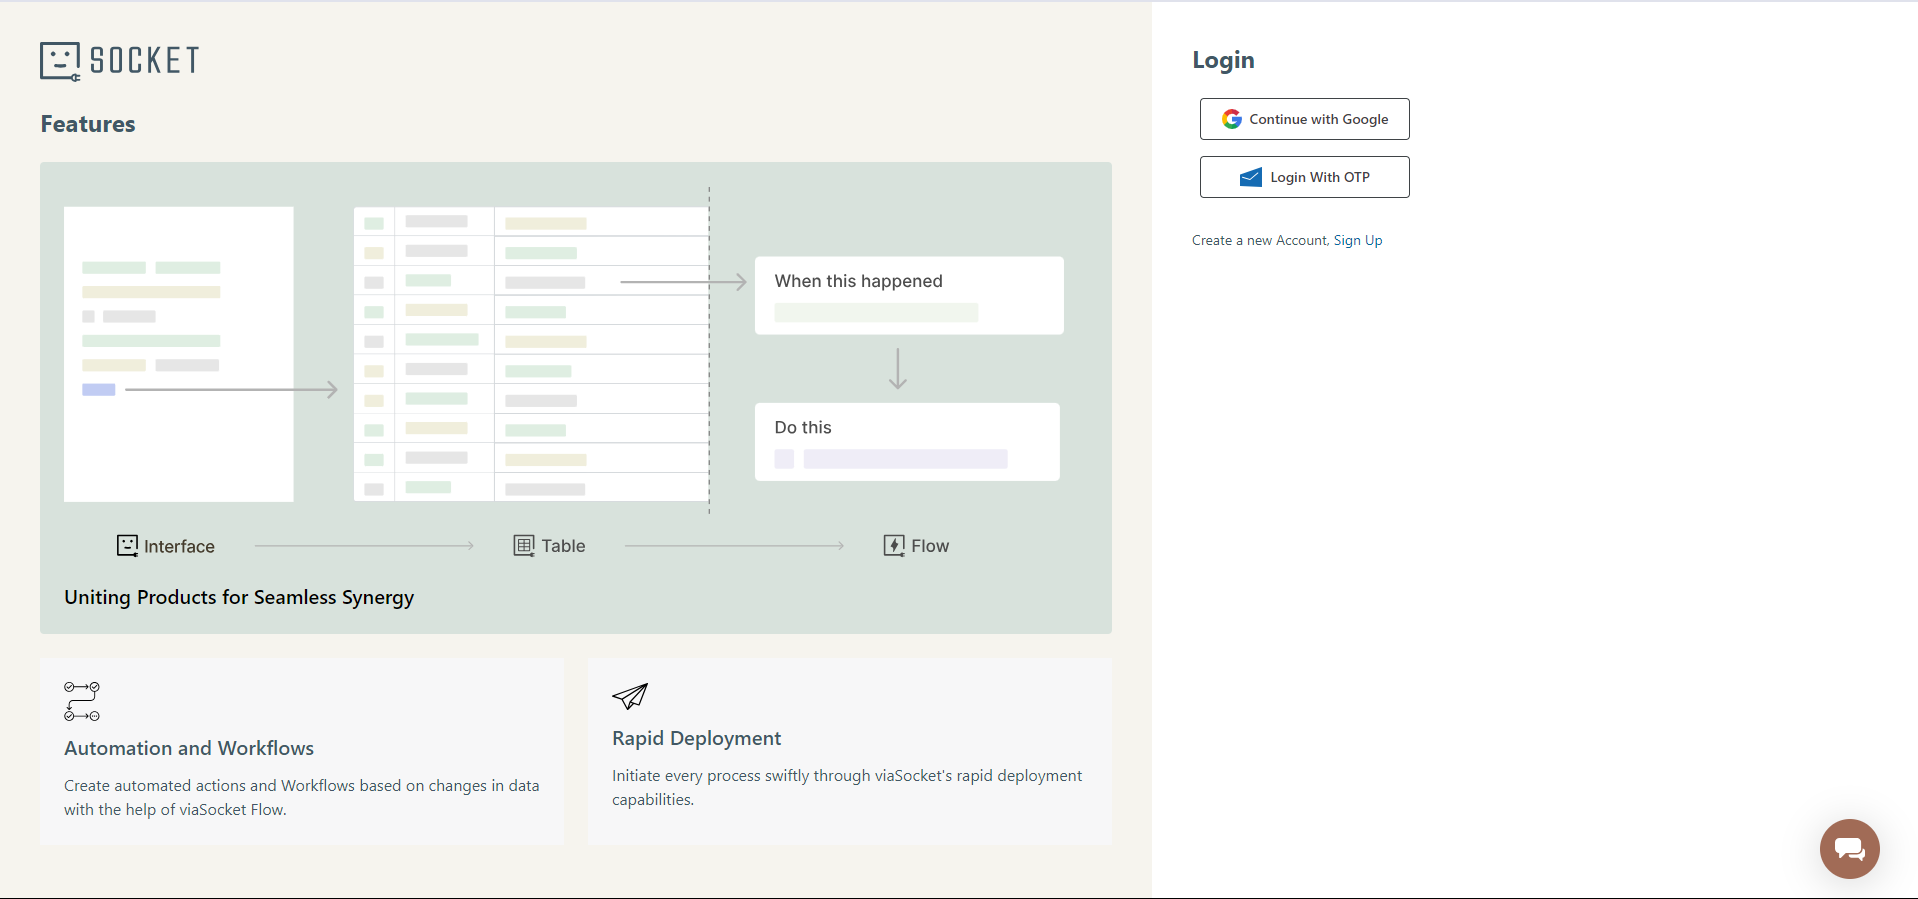 SOCKET
Features
When this happened
Do this
Interface
Table
Flow
Uniting Products for Seamless Synergy
Automation and Workflows
Create automated actions and Workflows based on changes in data
with the help of viaSocket Flow.
Rapid Deployment
Initiate every process swiftly through viaSocket's rapid deployment
capabilities.
Login
Continue with Google
Login With OTP
Create a new Account, Sign Up